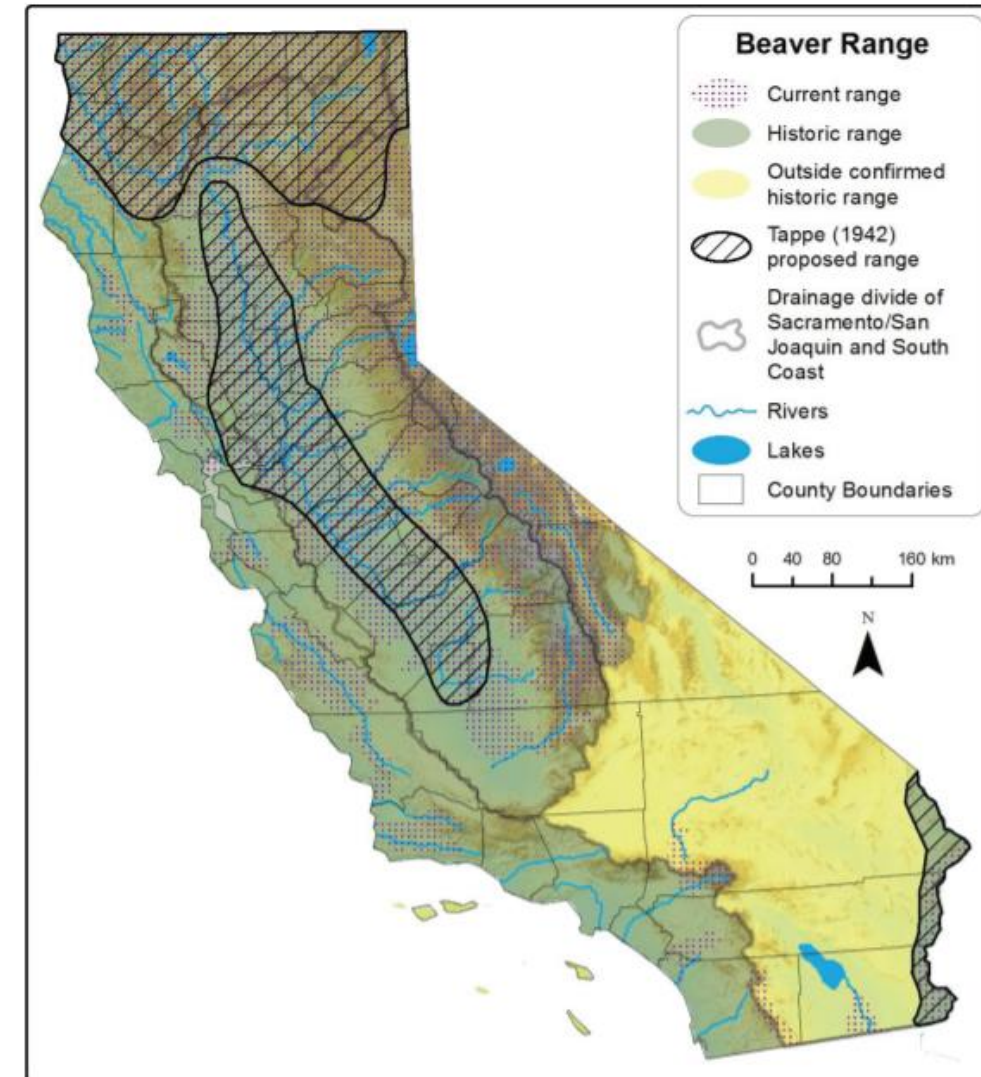 Beaver Range
Current range
Historic range
Outside confirmed
historic range
Tappe (1942)
proposed range
Drainage divide of
Sacramento/San
Joaquin and South
Coast
Rivers
Lakes
County Boundaries
0 40 80 160 km
N